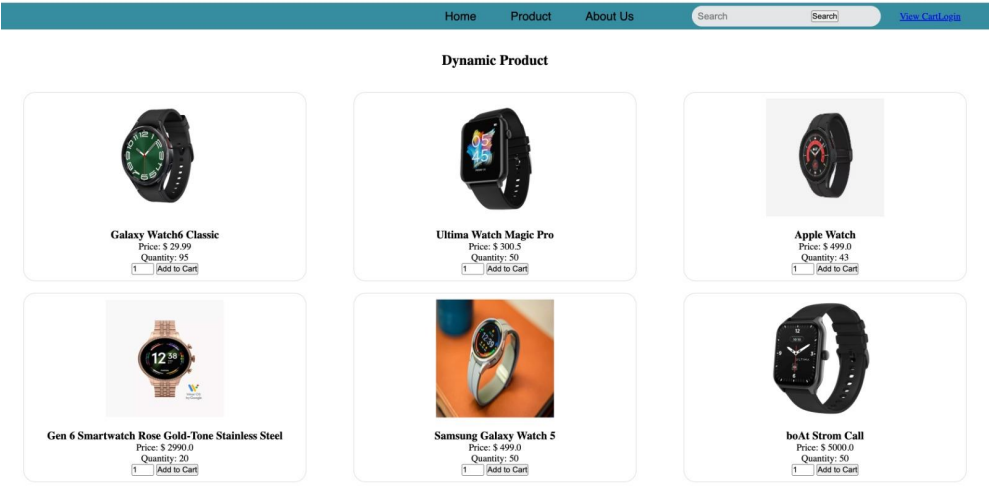 Home Product About Us Search Search View CartLogin
Dynamic Product
Galaxy Watch6 Classic
Price: $ 29.99
Quantity: 95
1 Add to Cart
Ultima Watch Magic Pro
Price: $ 300.5
Quantity: 50
1 Add to Cart
Apple Watch
Price: $ 499.0
Quantity: 43
1 Add to Cart
12 38
Gen 6 Smartwatch Rose Gold-Tone Stainless Steel
Price: $ 2990.0
Quantity: 20
1 Add to Cart
Samsung Galaxy Watch 5
Price: $ 499.0
Quantity: 50
1 Add to Cart
boAt Strom Call
Price: $ 5000.0
Quantity: 50
1 Add to Cart